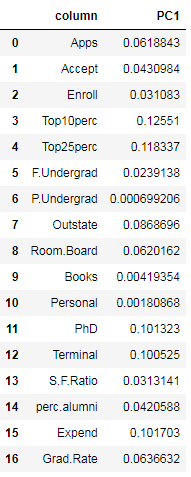 column PC1
0 Apps 0.0618843
1 Accept 0.0430984
2 Enroll 0.031083
3 Top10perc 0.12551
4 Top25perc 0.118337
5 F.Undergrad 0.0239138
6 P.Undergrad 0.000699206
7 Outstate 0.0868696
8 Room.Board 0.0620162
9 Books 0.00419354
10 Personal 0.00180868
11 PhD 0.101323
12 Terminal 0.100525
13 S.F.Ratio 0.0313141
14 perc.alumni 0.0420588
15 Expend 0.101703
16 Grad.Rate 0.0636632